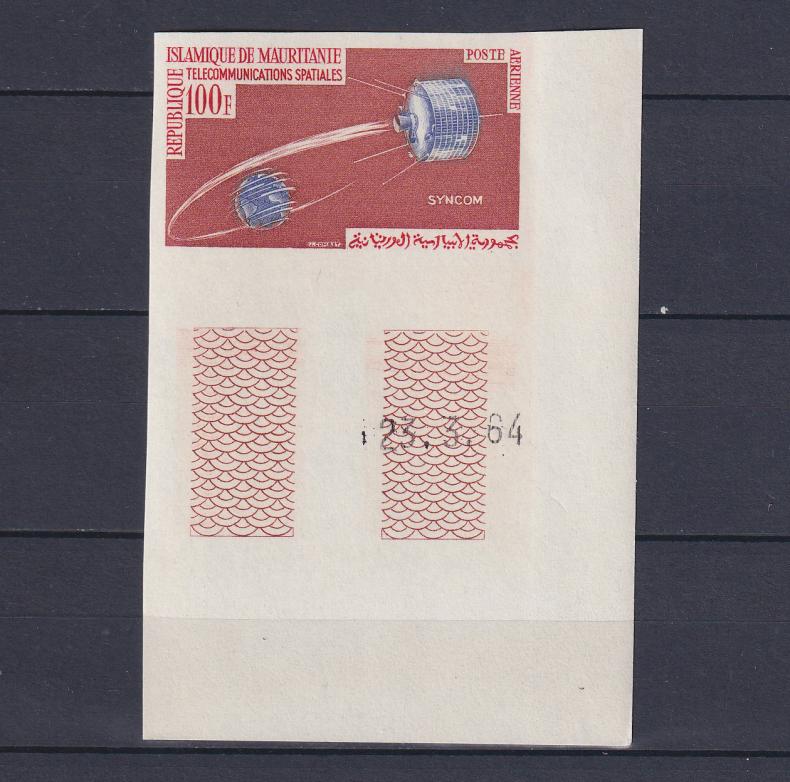 ISLAMIQUE DE MAURITANIE
TELECOMMUNICATIONS SPATIALES
100F
REPUBLIQUE
POSTE
AERIENNE
SYNCOM
الجمهورية الإسلامية الموريتانية
23.3.64